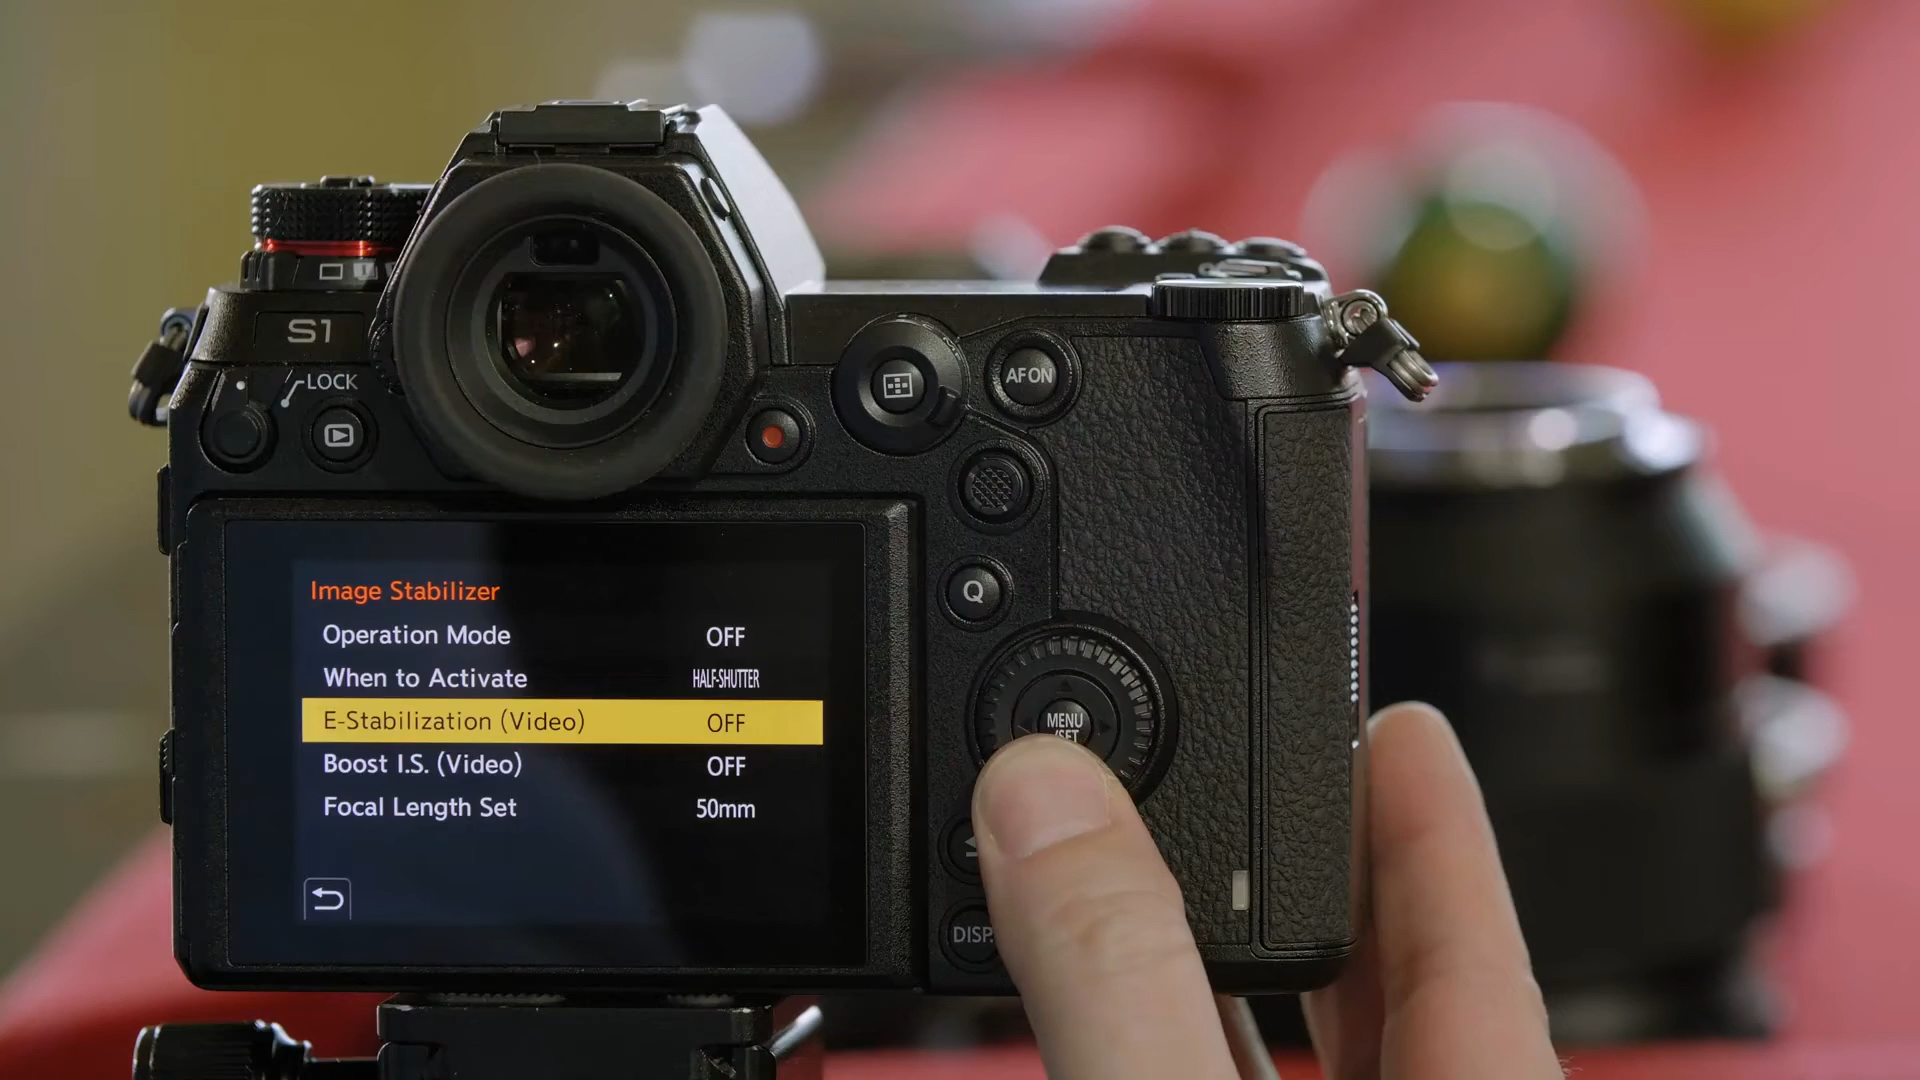 S1
LOCK
AF ON
Q
Image Stabilizer
Operation Mode OFF
When to Activate HALF-SHUTTER
E-Stabilization (Video) OFF
Boost I.S. (Video) OFF
Focal Length Set 50mm
MENU
/SET
DISP.